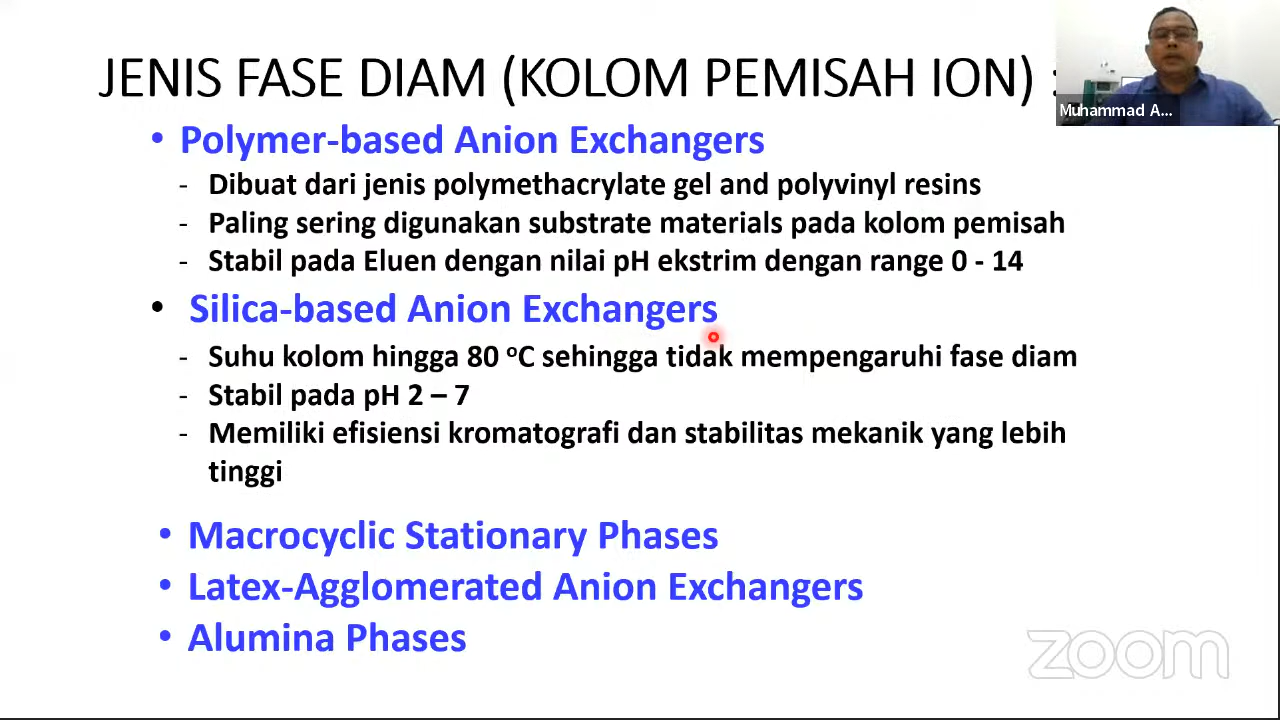 JENIS FASE DIAM (KOLOM PEMISAH ION) :
Muhammad A...
• Polymer-based Anion Exchangers
- Dibuat dari jenis polymethacrylate gel and polyvinyl resins
- Paling sering digunakan substrate materials pada kolom pemisah
- Stabil pada Eluen dengan nilai pH ekstrim dengan range 0 - 14
• Silica-based Anion Exchangers
- Suhu kolom hingga 80 ºC sehingga tidak mempengaruhi fase diam
- Stabil pada pH 2 – 7
- Memiliki efisiensi kromatografi dan stabilitas mekanik yang lebih
tinggi
• Macrocyclic Stationary Phases
• Latex-Agglomerated Anion Exchangers
• Alumina Phases
zoom